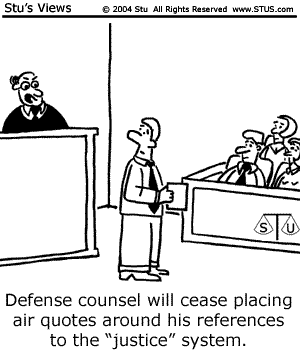 Stu's Views © 2004 Stu All Rights Reserved www.STUS.com
S U
Defense counsel will cease placing
air quotes around his references
to the “justice” system.